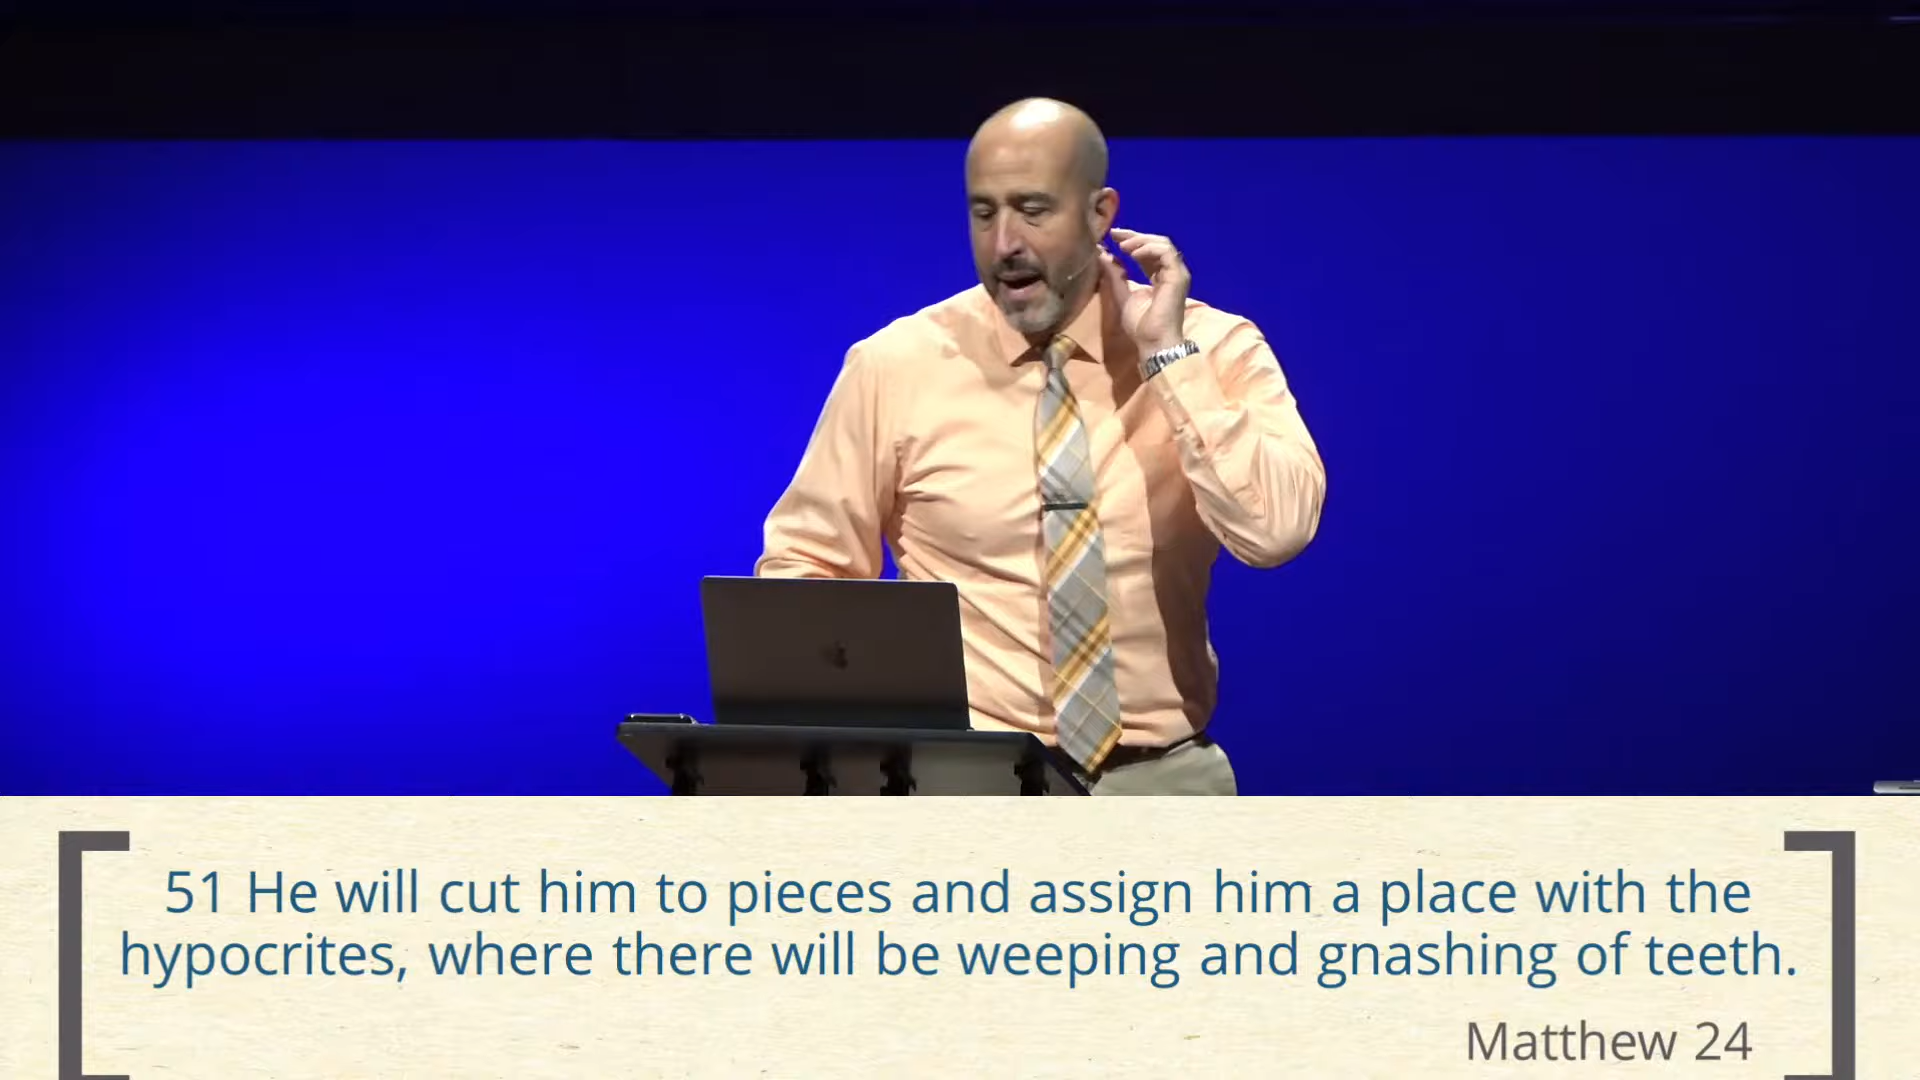 51 He will cut him to pieces and assign him a place with the
hypocrites, where there will be weeping and gnashing of teeth.
Matthew 24